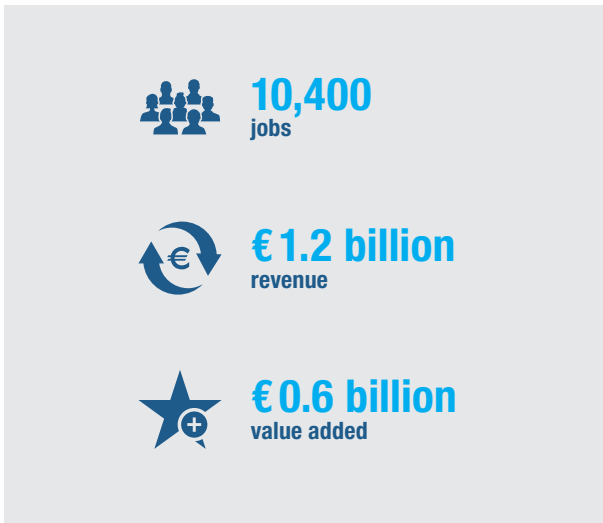 10,400
jobs
€
€ 1.2 billion
revenue
€ 0.6 billion
value added